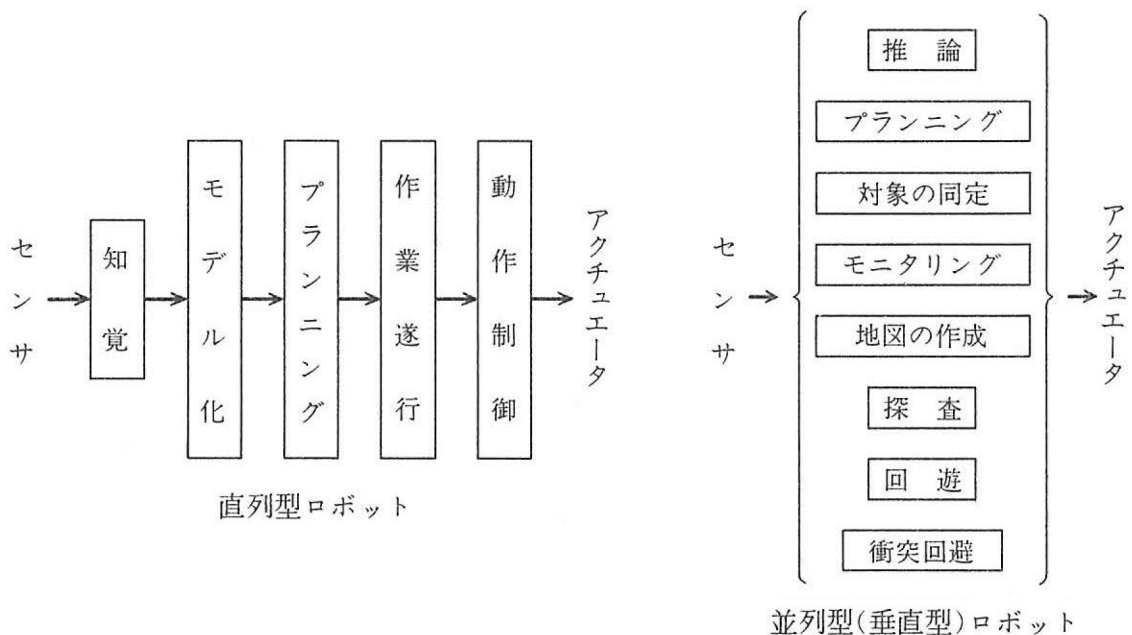 センサ
知覚
モデル化
プランニング
作業遂行
動作制御
アクチュエータ
直列型ロボット
センサ
推 論
プランニング
対象の同定
モニタリング
地図の作成
探 査
回 遊
衝突回避
アクチュエータ
並列型(垂直型)ロボット